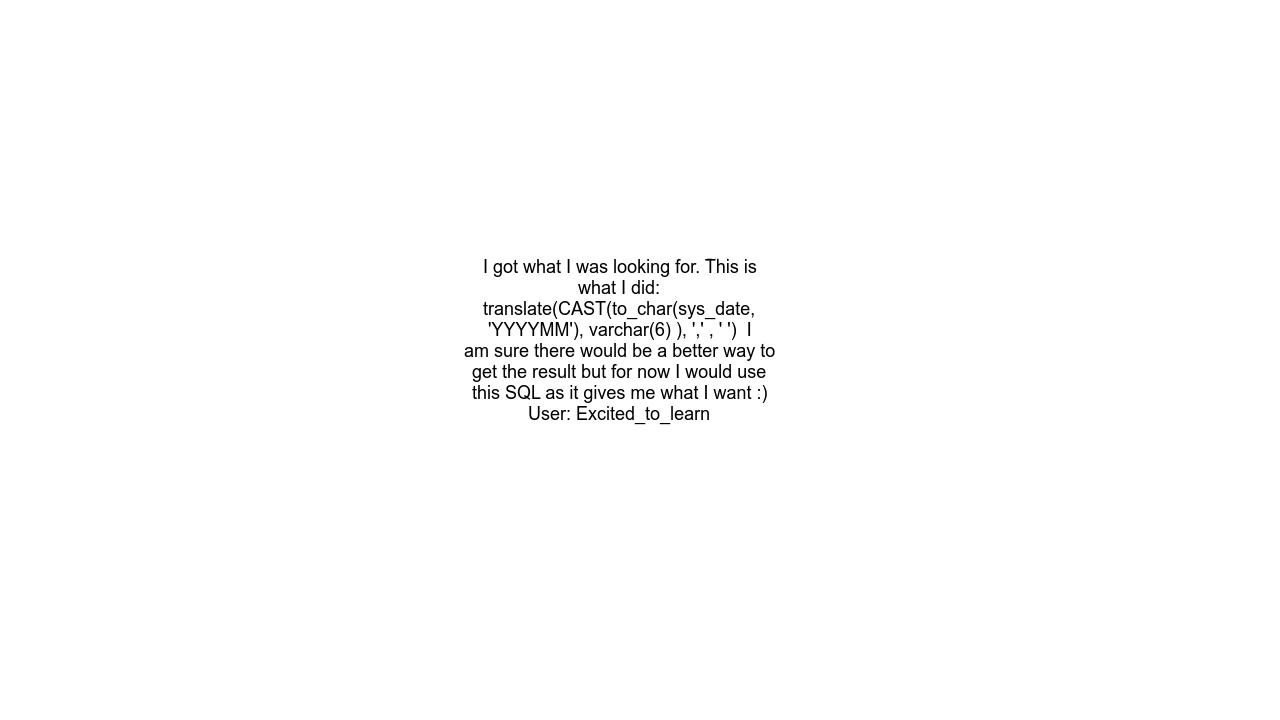 I got what I was looking for. This is
what I did:
translate(CAST(to_char(sys_date,
'YYYYMM'), varchar(6) ), ',' , ' ')  I
am sure there would be a better way to
get the result but for now I would use
this SQL as it gives me what I want :)
User: Excited_to_learn